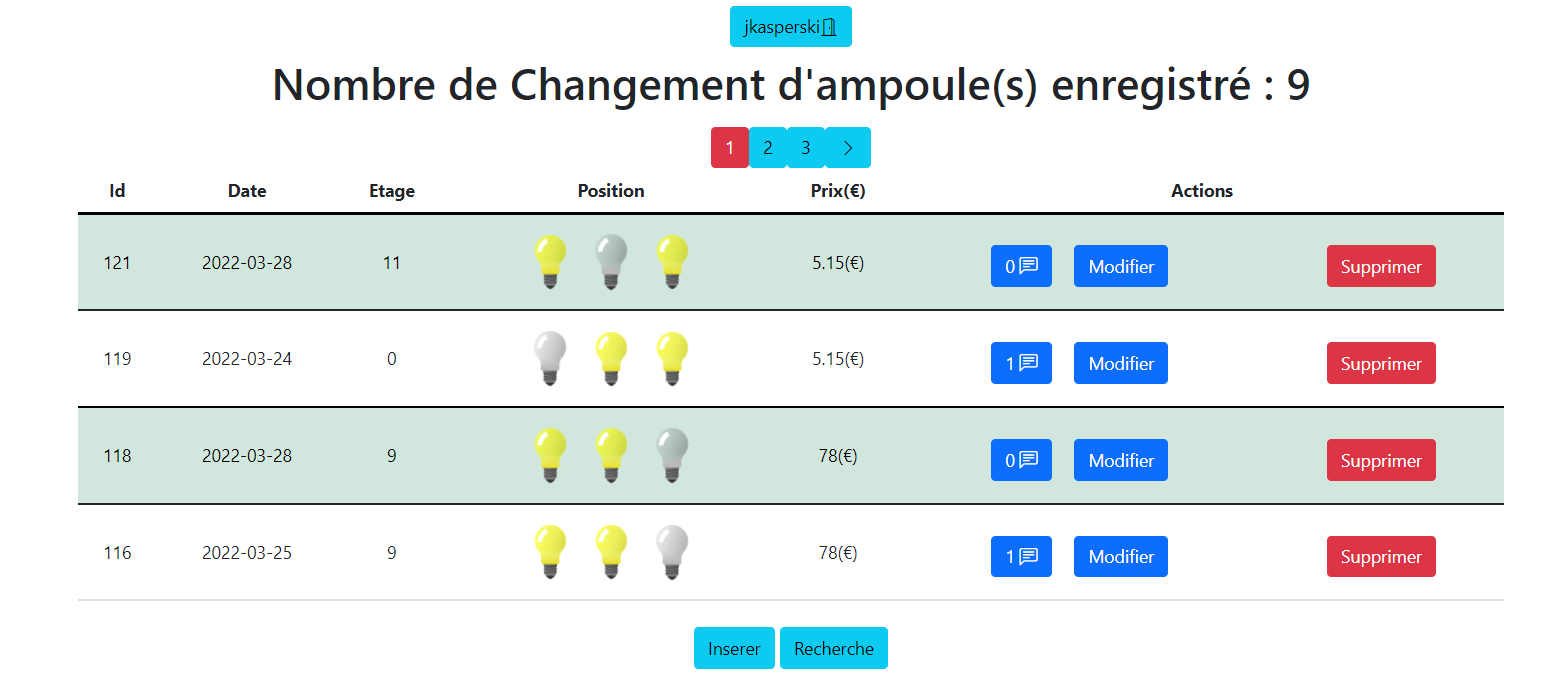 jkasperski
Nombre de Changement d'ampoule(s) enregistré : 9
1 2 3
Id Date Etage Position Prix(€) Actions
121 2022-03-28 11 5.15(€) 0 Modifier Supprimer
119 2022-03-24 0 5.15(€) 1 Modifier Supprimer
118 2022-03-28 9 78(€) 0 Modifier Supprimer
116 2022-03-25 9 78(€) 1 Modifier Supprimer
Inserer Recherche